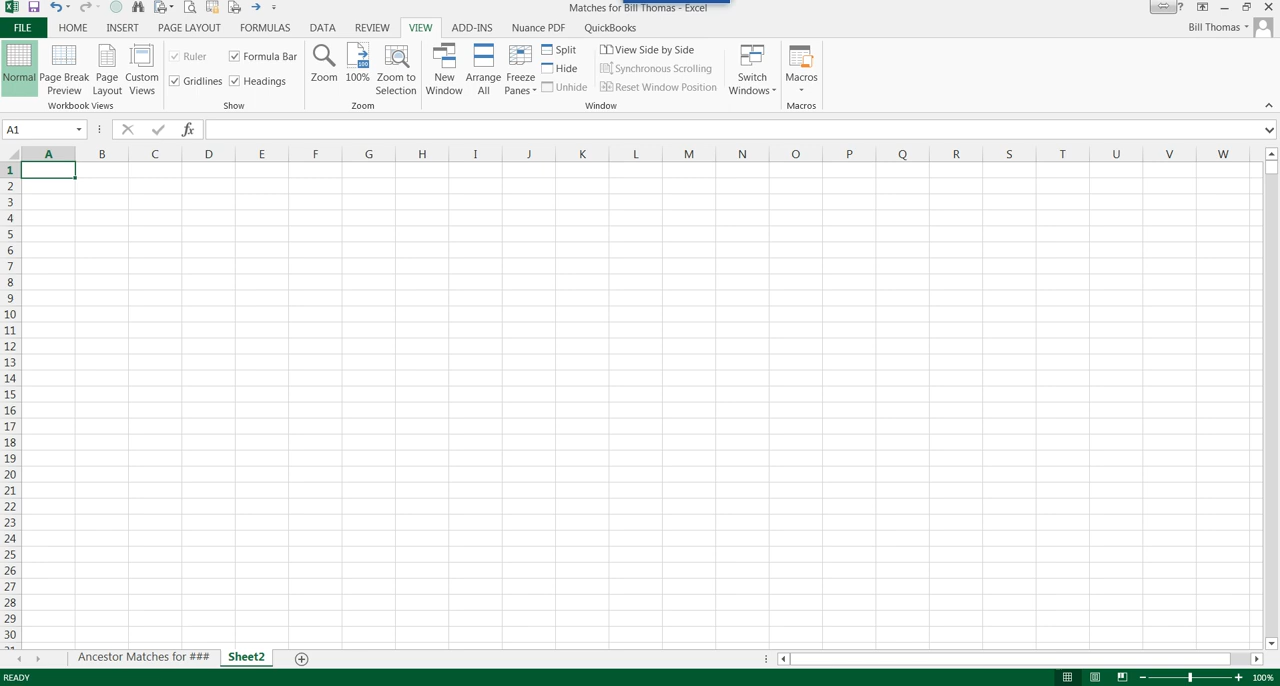 Matches for Bill Thomas - Excel
?
FILE HOME INSERT PAGE LAYOUT FORMULAS DATA REVIEW VIEW ADD-INS Nuance PDF QuickBooks Bill Thomas
Normal
Page Break Preview
Page Layout
Custom Views
Workbook Views
Ruler
Formula Bar
Gridlines
Headings
Show
Zoom
100
100%
Zoom to Selection
Zoom
New Window
Arrange All
Freeze Panes
Split
Hide
Unhide
View Side by Side
Synchronous Scrolling
Reset Window Position
Window
Switch Windows
Macros
Macros
A1
fx
A B C D E F G H I J K L M N O P Q R S T U V W
1
2
3
4
5
6
7
8
9
10
11
12
13
14
15
16
17
18
19
20
21
22
23
24
25
26
27
28
29
30
31
Ancestor Matches for ### Sheet2
READY
100%